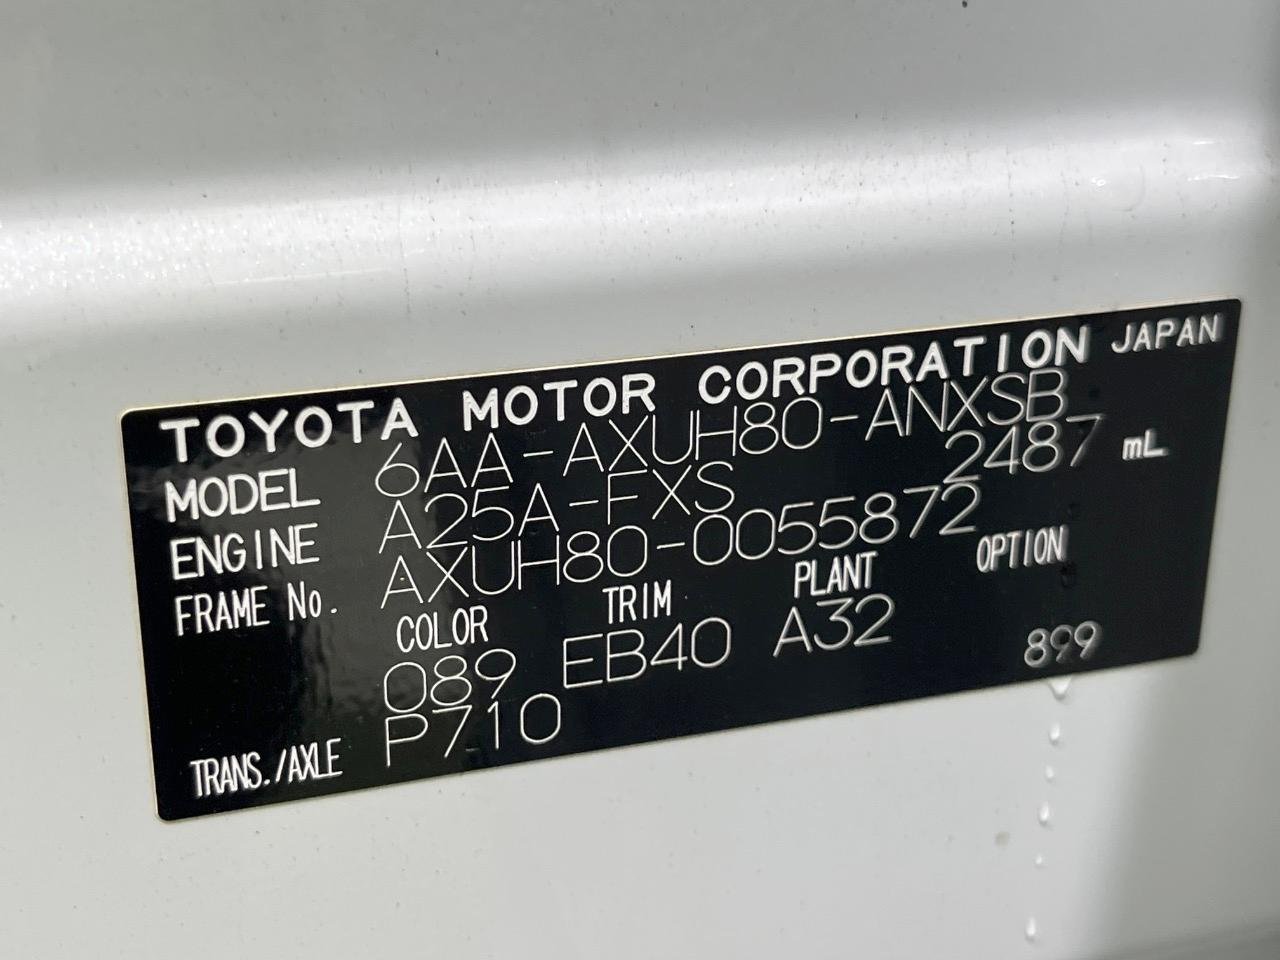 TOYOTA MOTOR CORPORATION JAPAN
MODEL 6AA-AXUH80-ANXSB
ENGINE A25A-FXS 2487 mL
FRAME No. AXUH80-0055872
COLOR TRIM PLANT OPTION
089 EB40 A32 899
TRANS./AXLE P710